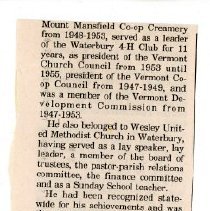 Mount Mansfield Co-op Creamery
from 1948-1953, served as a leader
of the Waterbury 4-H Club for 11
years, as president of the Vermont
Church Council from 1953 until
1955, president of the Vermont Co-
op Council from 1947-1949, and
was a member of the Vermont De-
velopment Commission from
1947-1953.
He also belonged to Wesley Unit-
ed Methodist Church in Waterbury,
having served as a lay speaker, lay
leader, a member of the board of
trustees, the pastor-parish relations
committee, the finance committee
and as a Sunday School teacher.
He had been recognized state-
wide for his achievements and was